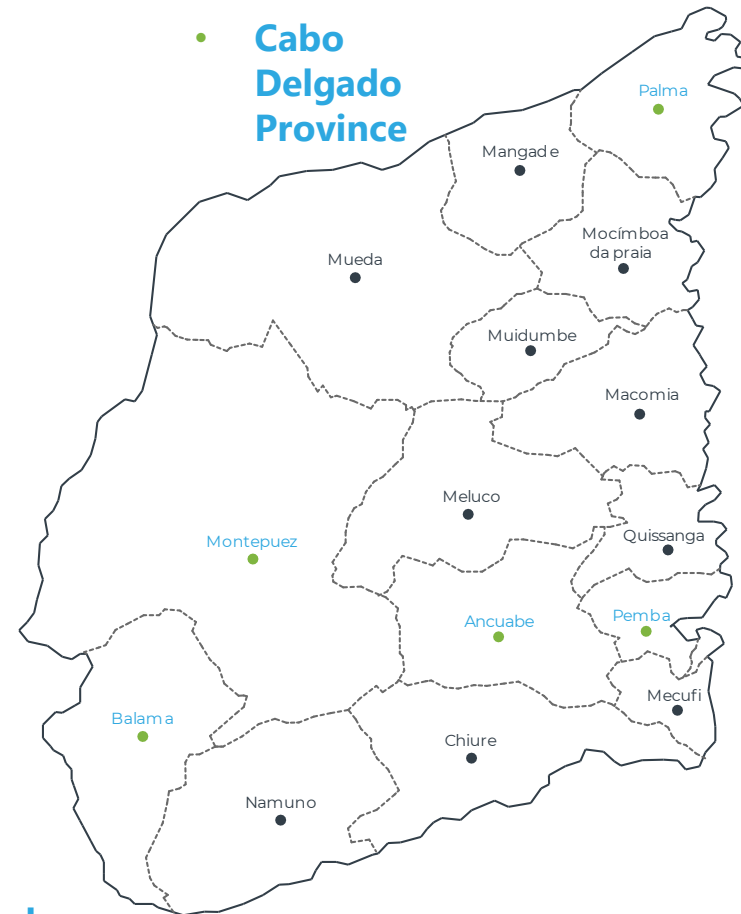 Cabo
Delgado
Province
Palma
Mangade
Mocímboa
da praia
Mueda
Muidumbe
Macomia
Meluco
Quissanga
Montepuez
Ancuabe
Pemba
Mecufi
Balama
Chiure
Namuno